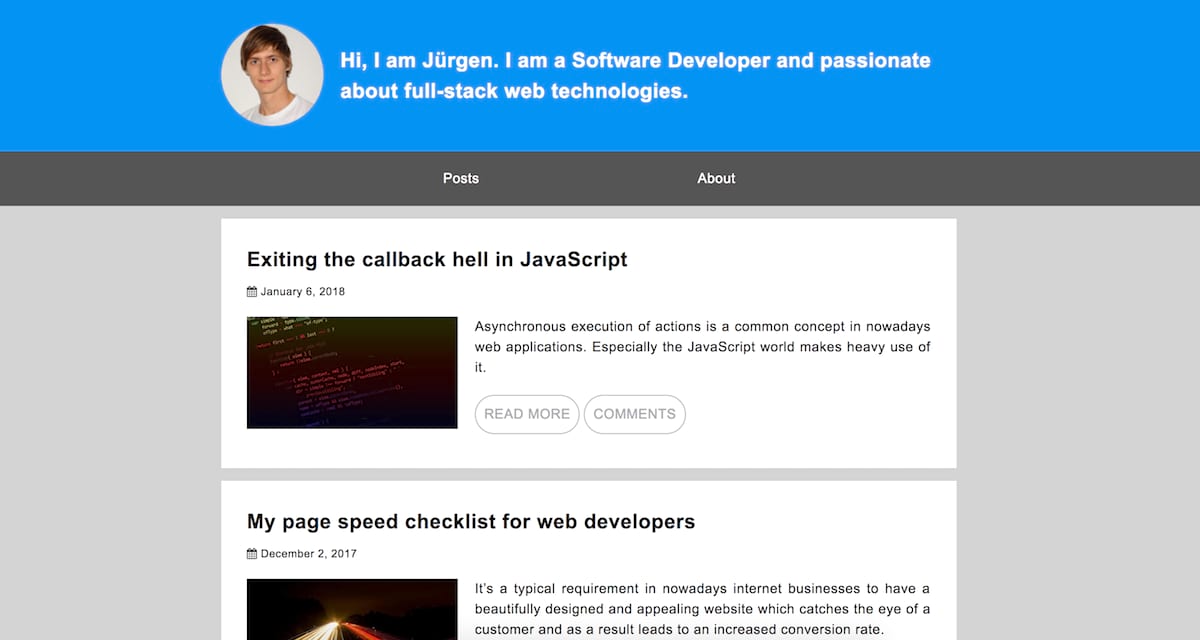 Hi, I am Jürgen. I am a Software Developer and passionate
about full-stack web technologies.
Posts
About
Exiting the callback hell in JavaScript
January 6, 2018
Asynchronous execution of actions is a common concept in nowadays
web applications. Especially the JavaScript world makes heavy use of
it.
READ MORE
COMMENTS
My page speed checklist for web developers
December 2, 2017
It's a typical requirement in nowadays internet businesses to have a
beautifully designed and appealing website which catches the eye of a
customer and as a result leads to an increased conversion rate.